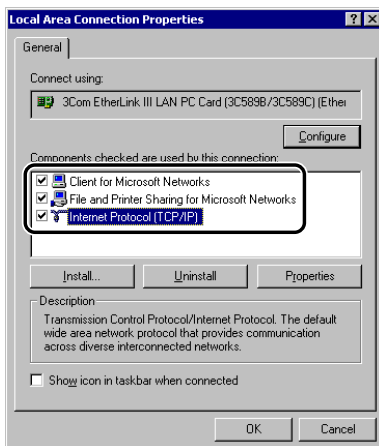 Local Area Connection Properties
General
Connect using:
3Com EtherLink III LAN PC Card (3C589B/3C589C) (Ether
Configure
Components checked are used by this connection:
Client for Microsoft Networks
File and Printer Sharing for Microsoft Networks
Internet Protocol (TCP/IP)
Install... Uninstall Properties
Description
Transmission Control Protocol/Internet Protocol. The default
wide area network protocol that provides communication
across diverse interconnected networks.
Show icon in taskbar when connected
OK Cancel